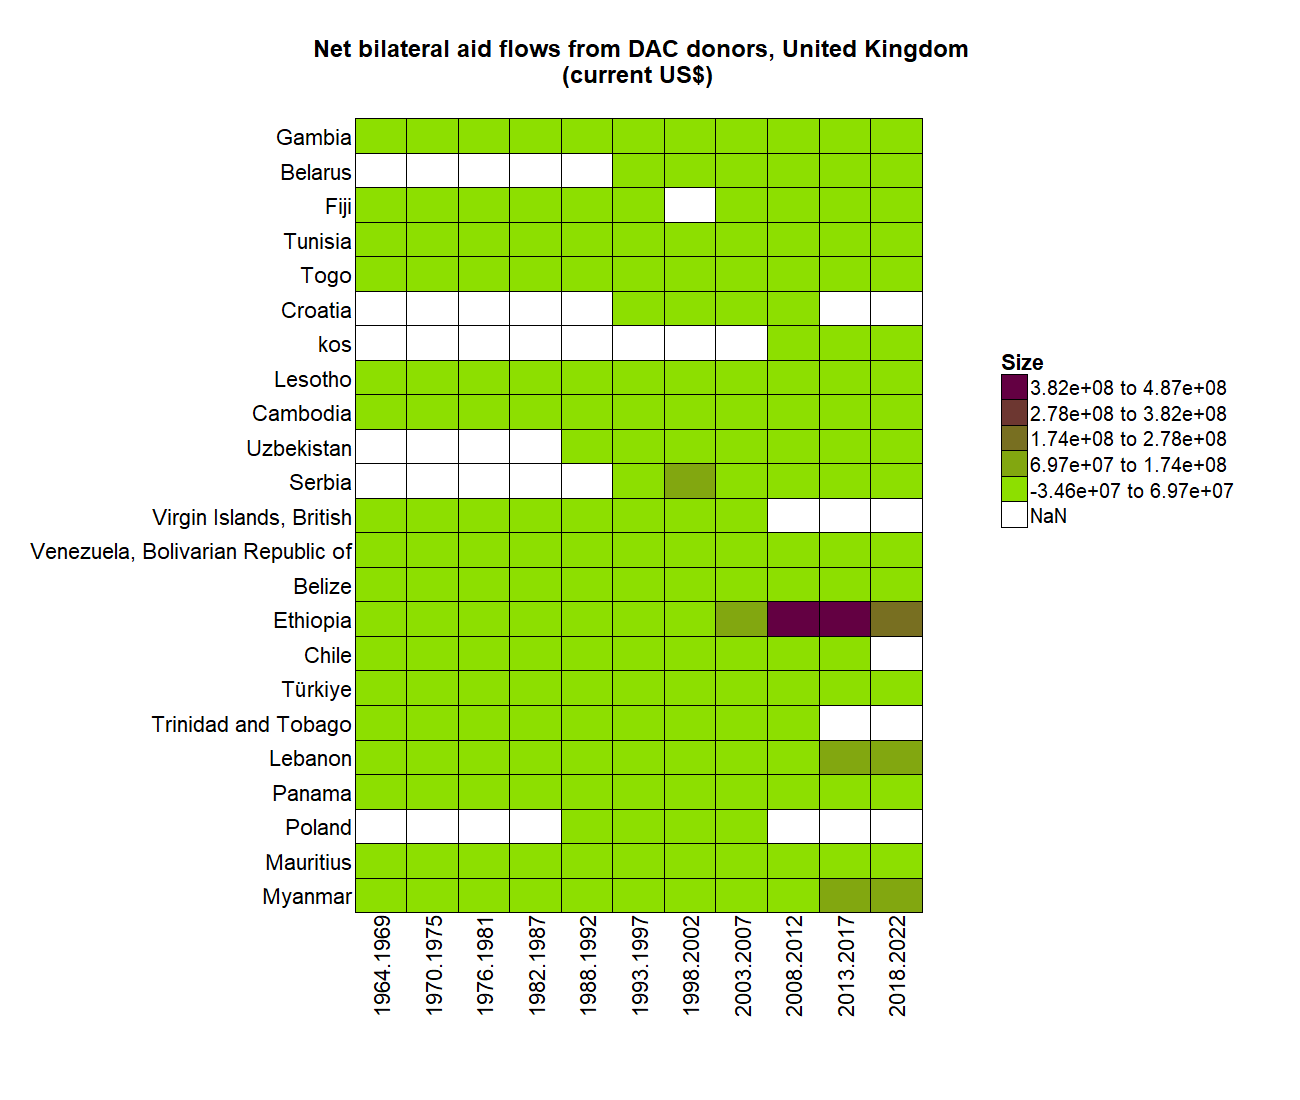 Net bilateral aid flows from DAC donors, United Kingdom
(current US$)
Gambia
Belarus
Fiji
Tunisia
Togo
Croatia
kos
Lesotho
Cambodia
Uzbekistan
Serbia
Virgin Islands, British
Venezuela, Bolivarian Republic of
Belize
Ethiopia
Chile
Türkiye
Trinidad and Tobago
Lebanon
Panama
Poland
Mauritius
Myanmar
1964.1969
1970.1975
1976.1981
1982.1987
1988.1992
1993.1997
1998.2002
2003.2007
2008.2012
2013.2017
2018.2022
Size
3.82e+08 to 4.87e+08
2.78e+08 to 3.82e+08
1.74e+08 to 2.78e+08
6.97e+07 to 1.74e+08
-3.46e+07 to 6.97e+07
NaN